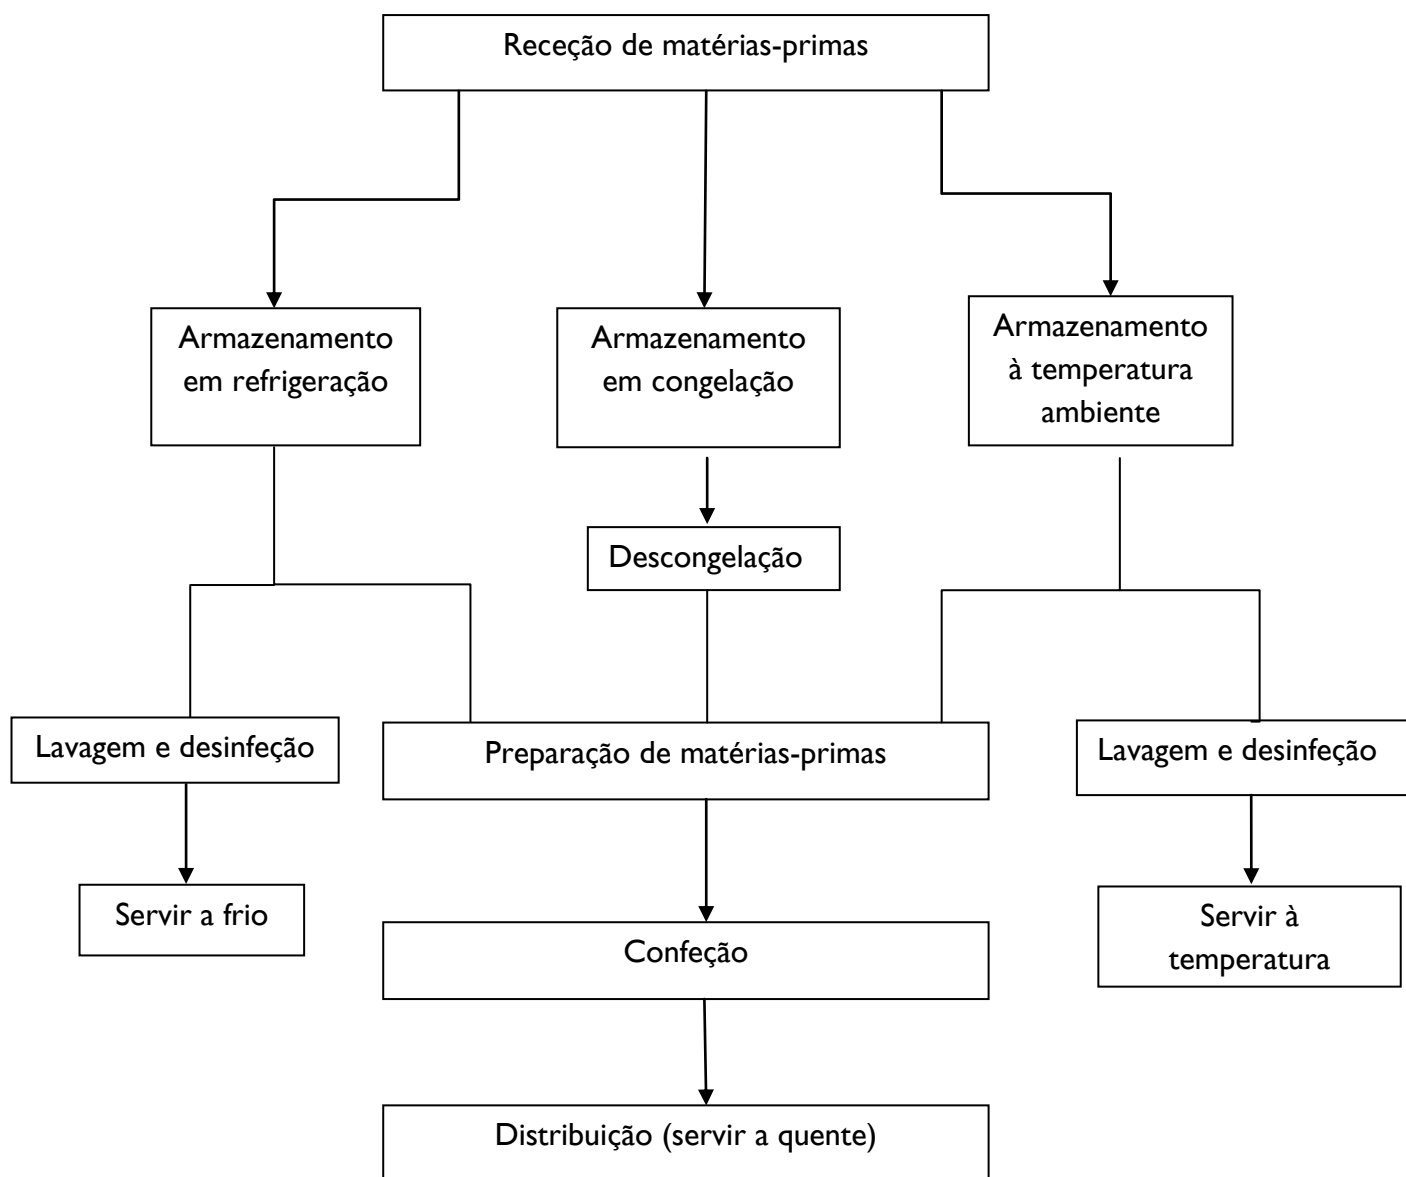 Receção de matérias-primas
Armazenamento
em refrigeração
Armazenamento
em congelação
Armazenamento
à temperatura
ambiente
Descongelação
Lavagem e desinfeção
Preparação de matérias-primas
Lavagem e desinfeção
Servir a frio
Confeção
Servir à
temperatura
Distribuição (servir a quente)